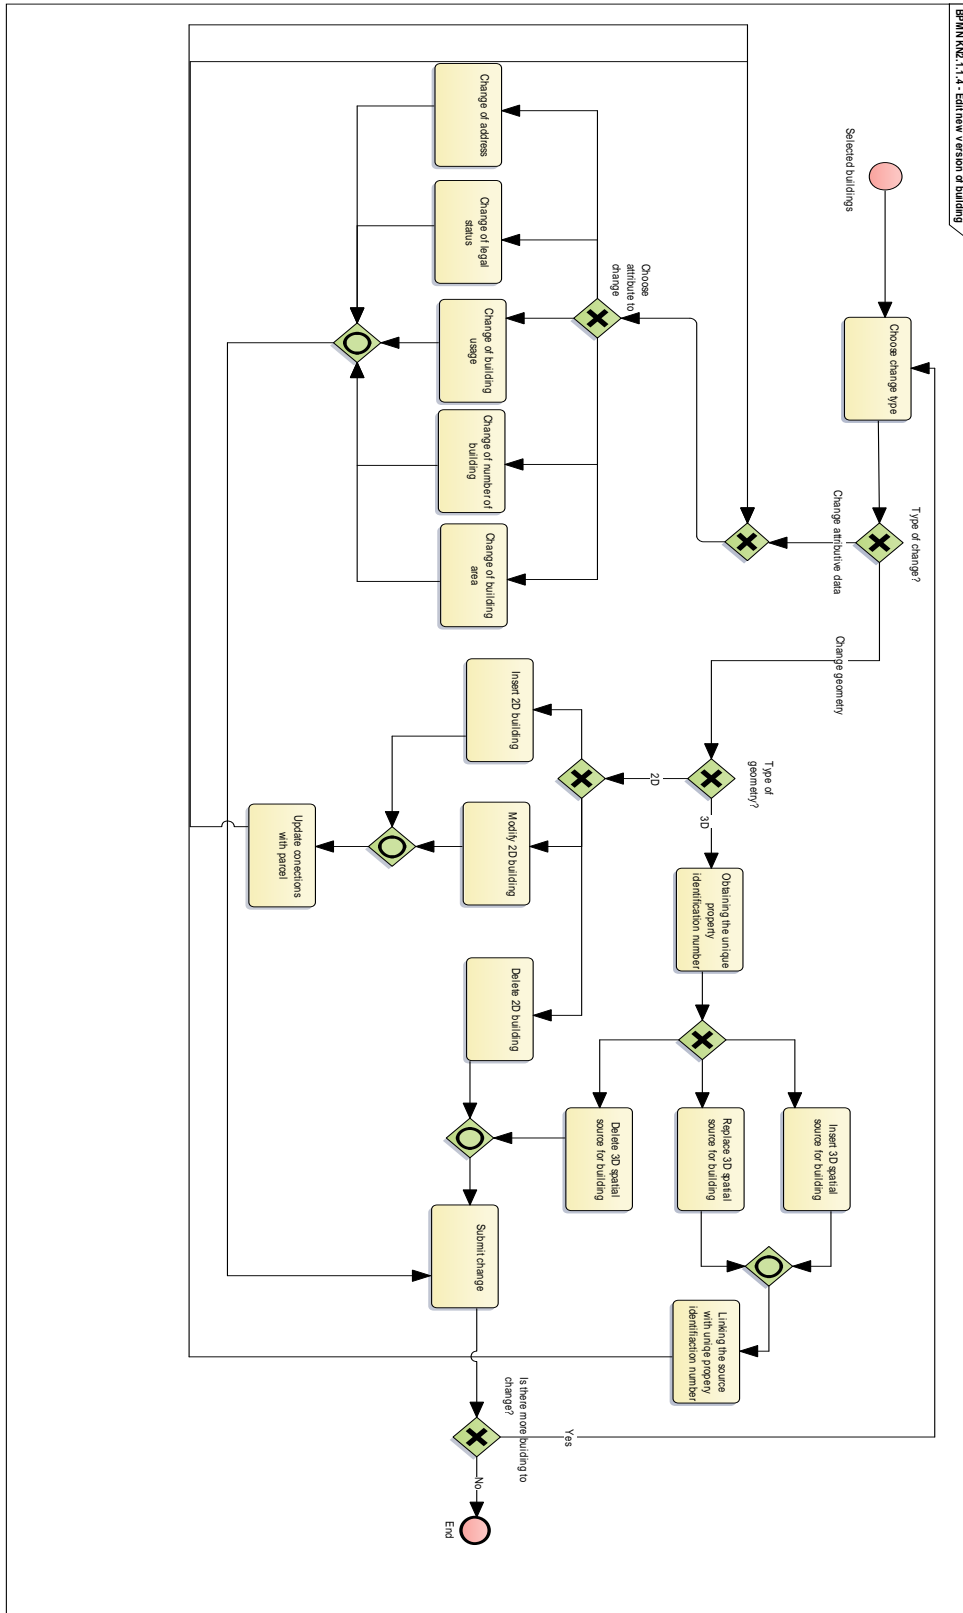 BPMN KN2.1.1.4 - Edit new version of building
Selected buildings
Choose change type
Type of change?
Change attributive data
Change geometry
Choose
attribute to
change
Change of address
Change of legal
status
Change of building
usage
Change of number of
building
Change of building
area
Type of
geometry?
2D
3D
Insert 2D building
Modify 2D building
Delete 2D building
Update conections
with parcel
Obtaining the unique
property
identification number
Insert 3D spatial
source for building
Replace 3D spatial
source for building
Delete 3D spatial
source for building
Linking the source
with uniqe propery
identifiaction number
Submit change
Is there more buiding to
change?
Yes
No
End